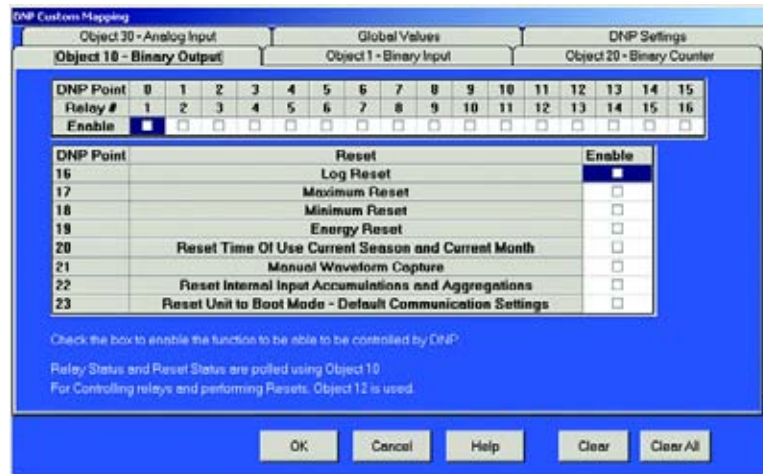 DNP Custom Mapping
Object 30 - Analog Input Global Values DNP Settings
Object 10 - Binary Output Object 1 - Binary Input Object 20 - Binary Counter
DNP Point 0 1 2 3 4 5 6 7 8 9 10 11 12 13 14 15
Relay # 1 2 3 4 5 6 7 8 9 10 11 12 13 14 15 16
Enable
DNP Point Reset Enable
16 Log Reset
17 Maximum Reset
18 Minimum Reset
19 Energy Reset
20 Reset Time Of Use Current Season and Current Month
21 Manual Waveform Capture
22 Reset Internal Input Accumulations and Aggregations
23 Reset Unit to Boot Mode - Default Communication Settings
Check the box to enable the function to be able to be controlled by DNP
Relay Status and Reset Status are polled using Object 10
For Controlling relays and performing Resets, Object 12 is used.
OK Cancel Help Clear Clear All